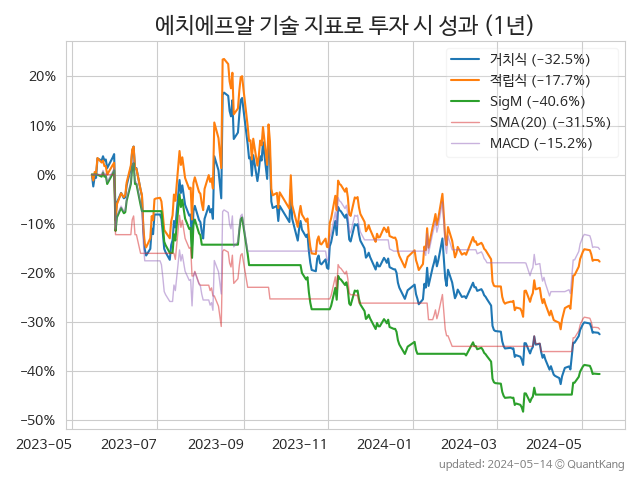 에치에프알 기술 지표로 투자 시 성과 (1년)
거치식 (−32.5%)
적립식 (−17.7%)
SigM (−40.6%)
SMA(20) (−31.5%)
MACD (−15.2%)
20%
10%
0%
−10%
−20%
−30%
−40%
−50%
2023−05 2023−07 2023−09 2023−11 2024−01 2024−03 2024−05
updated: 2024−05−14 ⓒ QuantKang